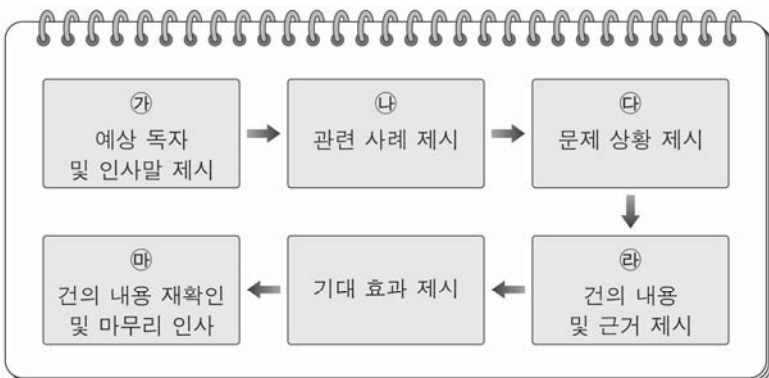 ㉮
예상 독자
및 인사말 제시
㉯
관련 사례 제시
㉰
문제 상황 제시
㉱
건의 내용
및 근거 제시
기대 효과 제시
㉲
건의 내용 재확인
및 마무리 인사